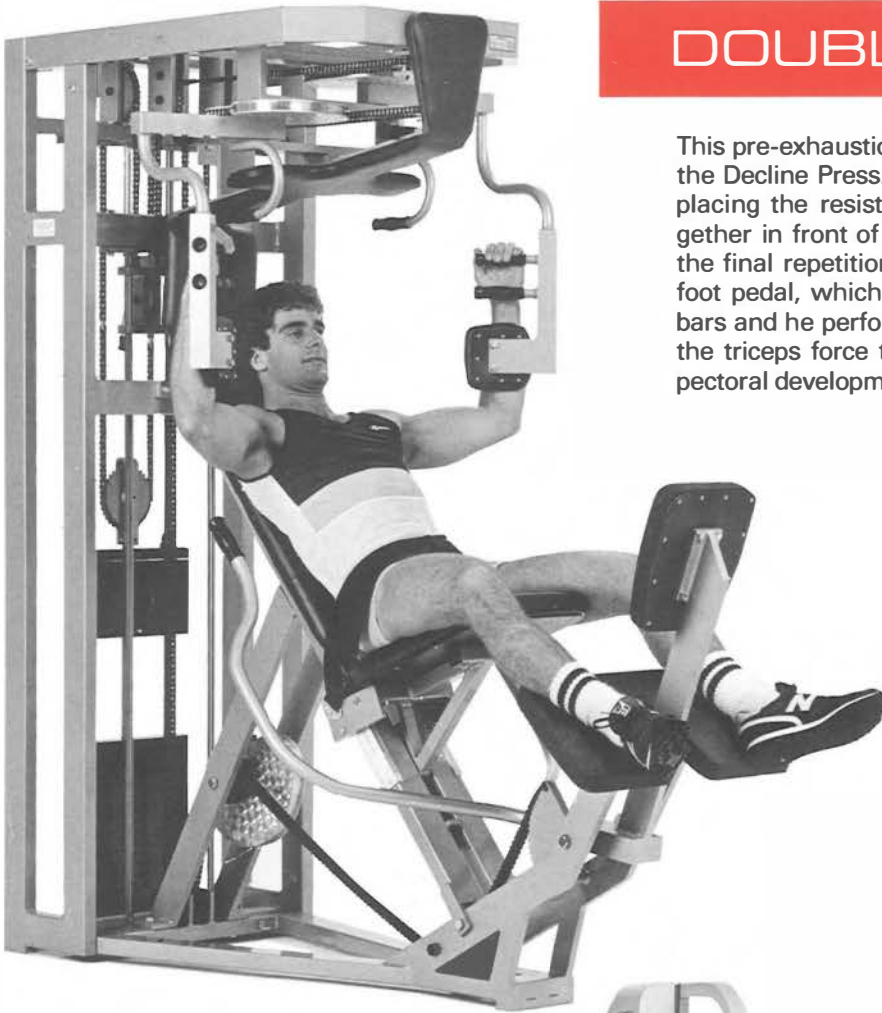 DOUBL
This pre-exhaustio
the Decline Press.
placing the resist
gether in front of
the final repetition
foot pedal, which
bars and he perfo
the triceps force t
pectoral developm
N